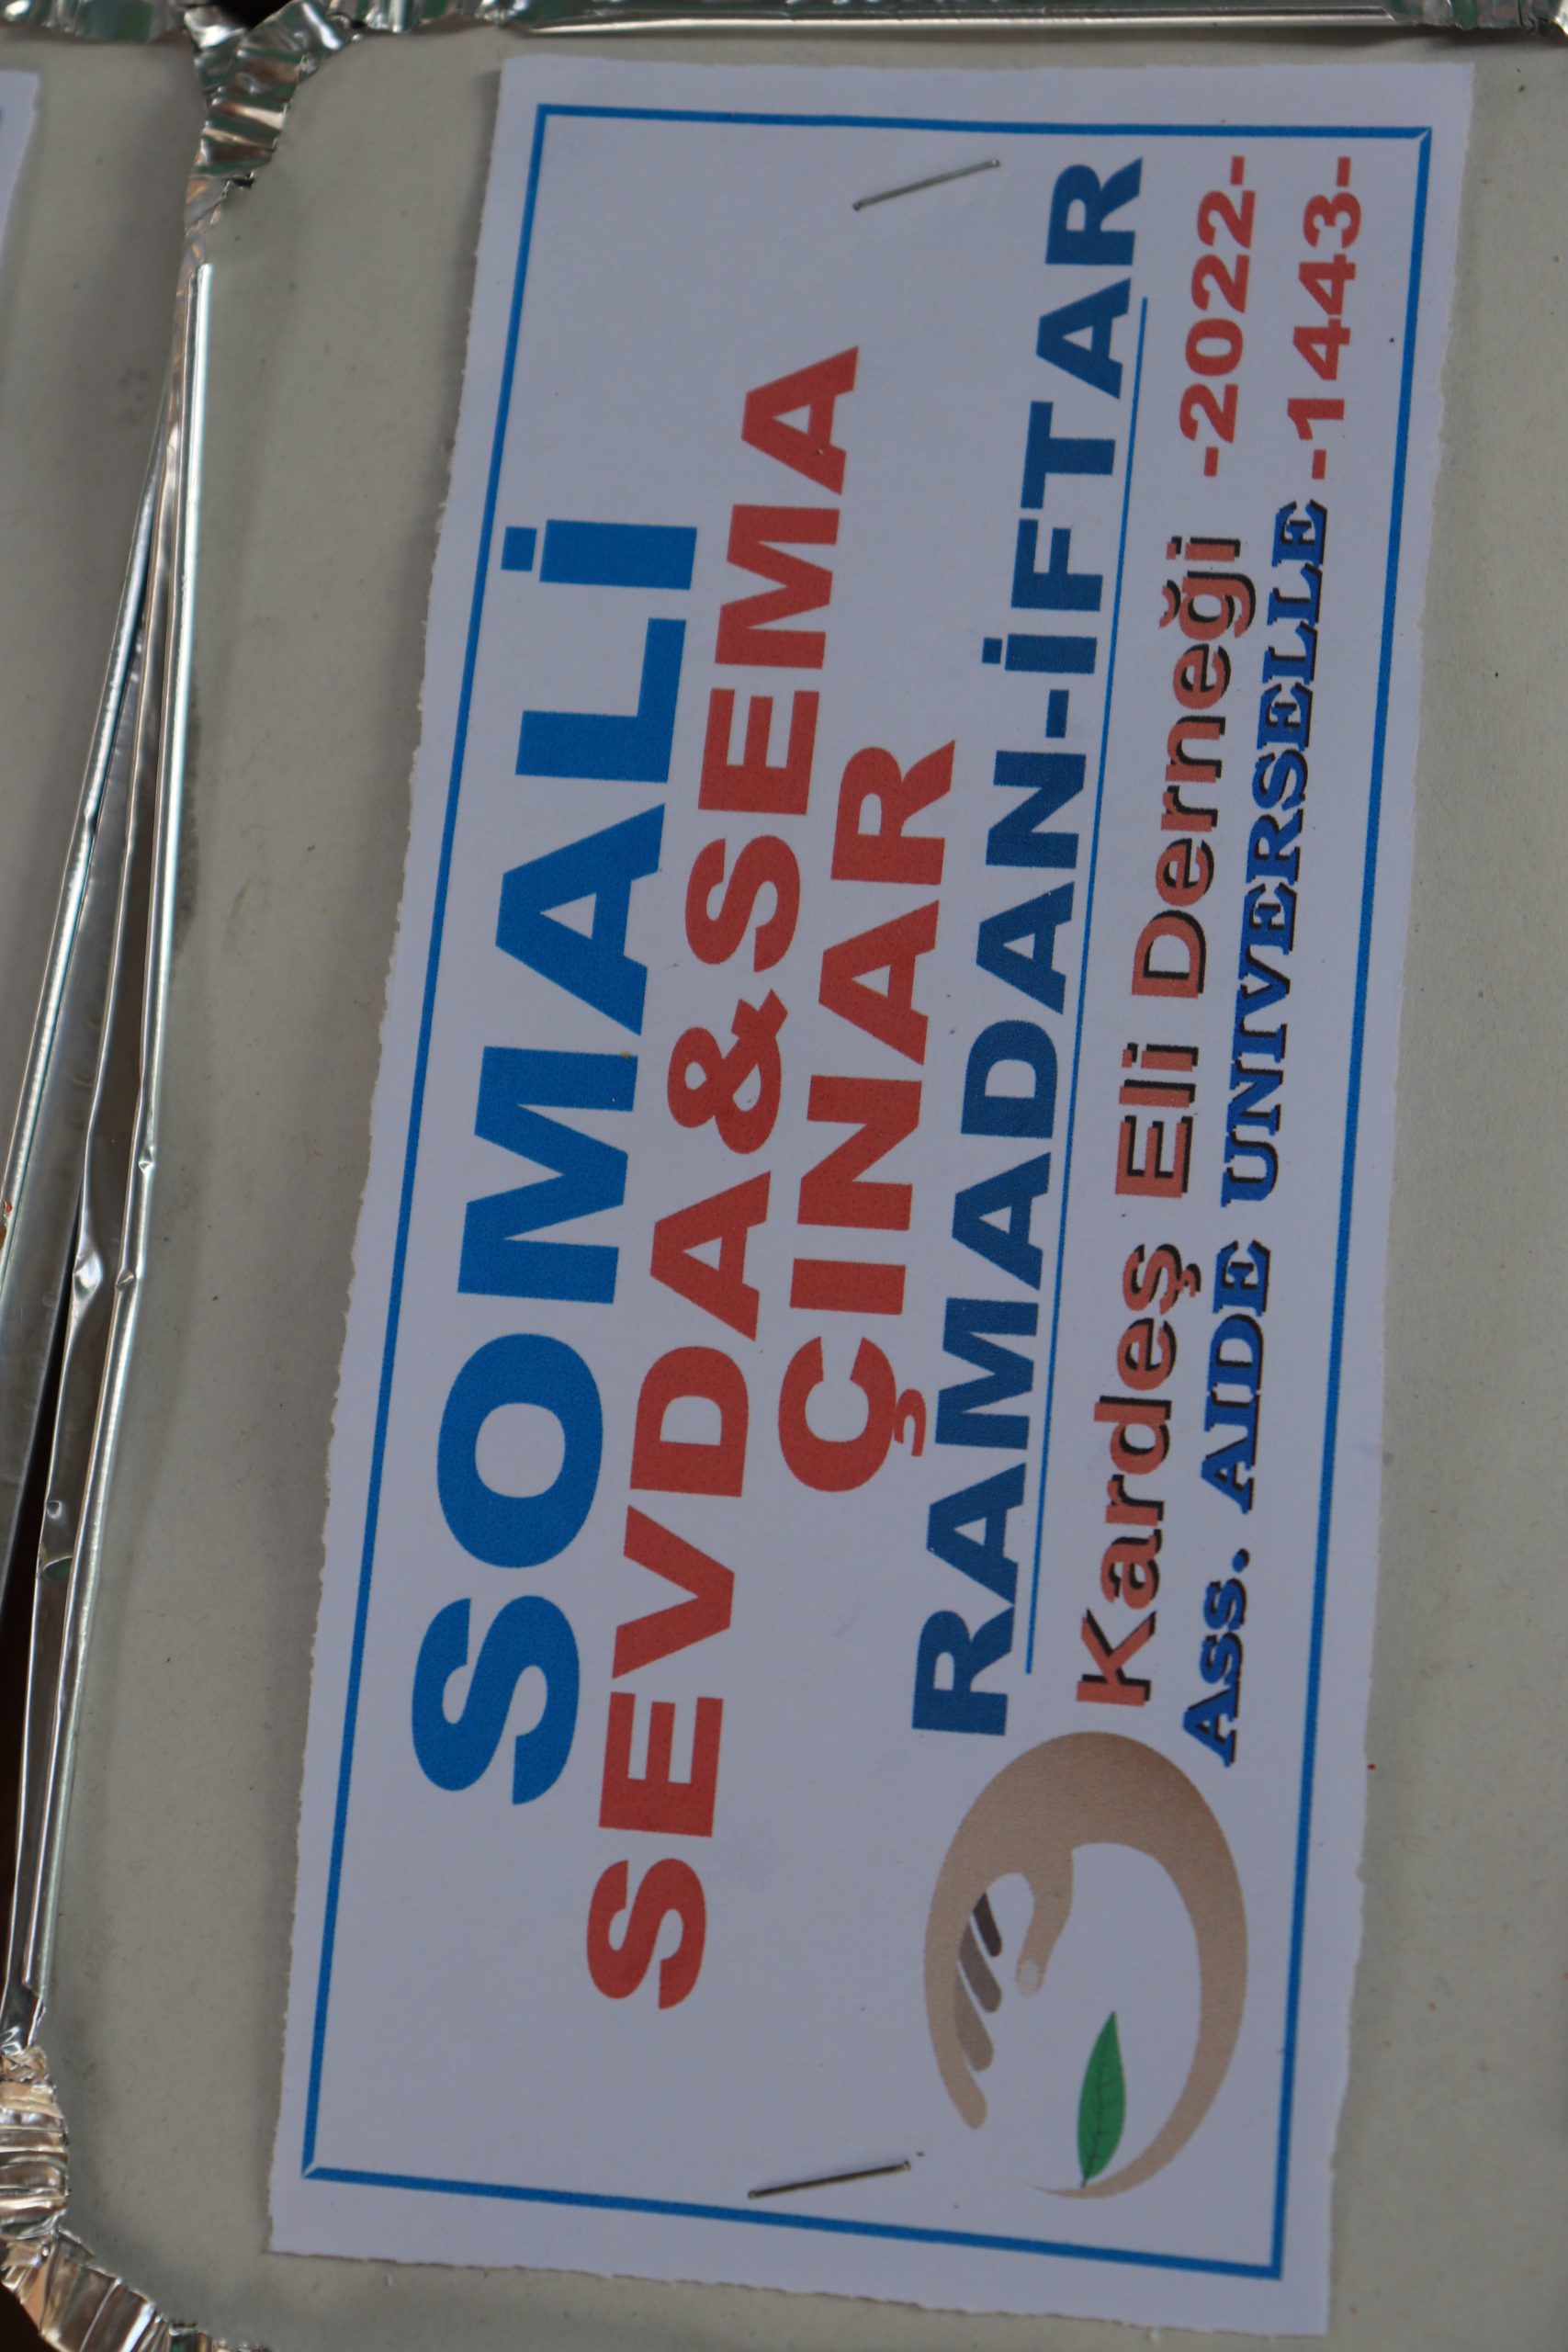 SOMALİ
SEVDA&SEMA
ÇINAR
RAMADAN-İFTAR
Kardeş Eli Derneği -2022-
Ass. AIDE UNIVERSELLE -1443-